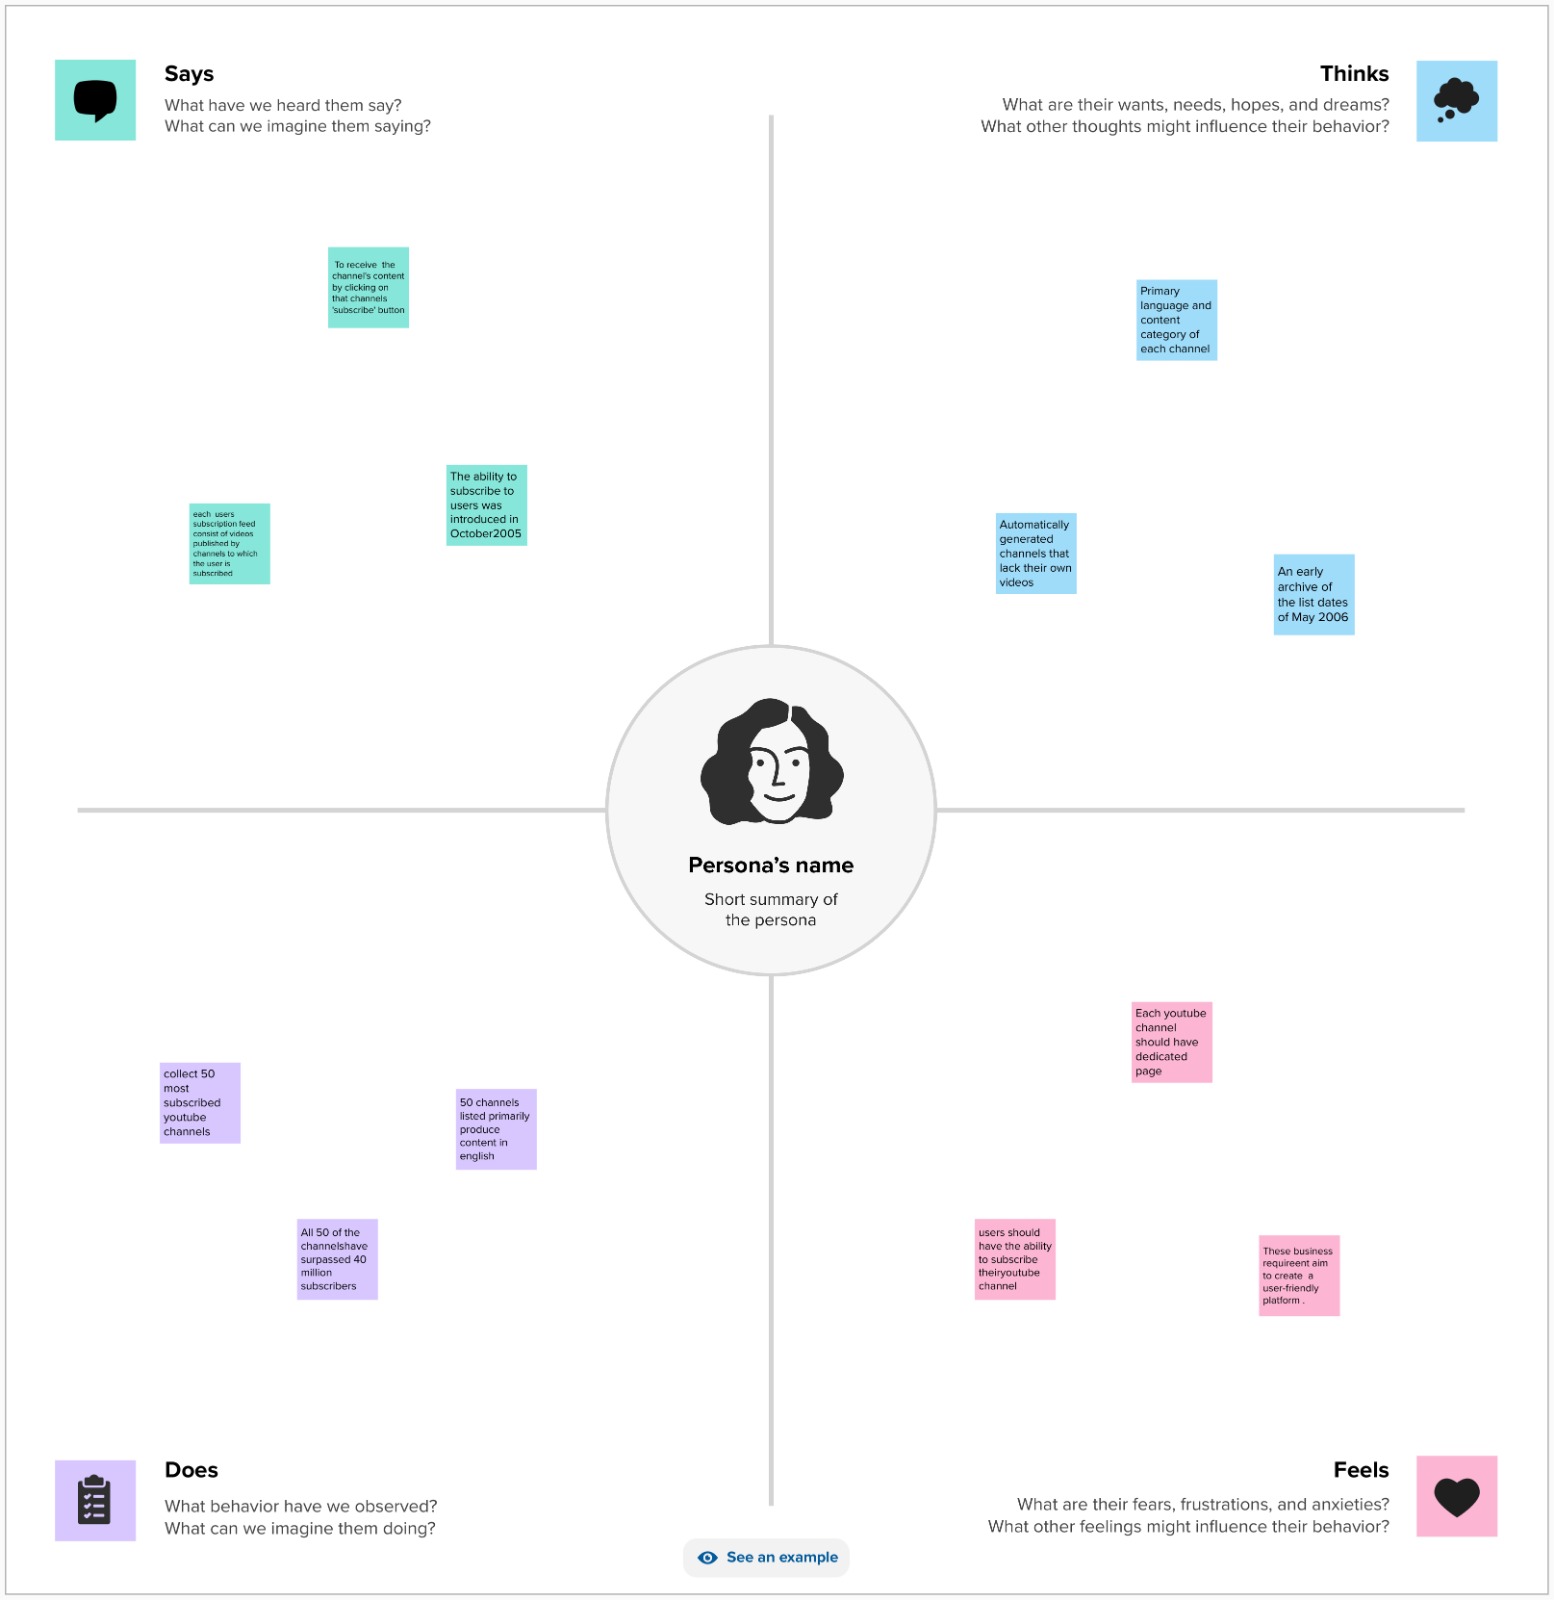 Says
What have we heard them say?
What can we imagine them saying?
Thinks
What are their wants, needs, hopes, and dreams?
What other thoughts might influence their behavior?
To receive  the
channel's content
by clicking on
that channels
'subscribe' button
The ability to
subscribe to
users was
introduced in
October2005
each  users
subscription feed
consist of videos
published by
channels to which
the user is
subscribed
Primary
language and
content
category of
each channel
Automatically
generated
channels that
lack their own
videos
An early
archive of
the list dates
of May 2006
Persona's name
Short summary of
the persona
collect 50
most
subscribed
youtube
channels
50 channels
listed primarily
produce
content in
english
All 50 of the
channelshave
surpassed 40
million
subscribers
Each youtube
channel
should have
dedicated
page
users should
have the ability
to subscribe
theiryoutube
channel
These business
requireent aim
to create  a
user-friendly
platform .
Does
What behavior have we observed?
What can we imagine them doing?
Feels
What are their fears, frustrations, and anxieties?
What other feelings might influence their behavior?
See an example